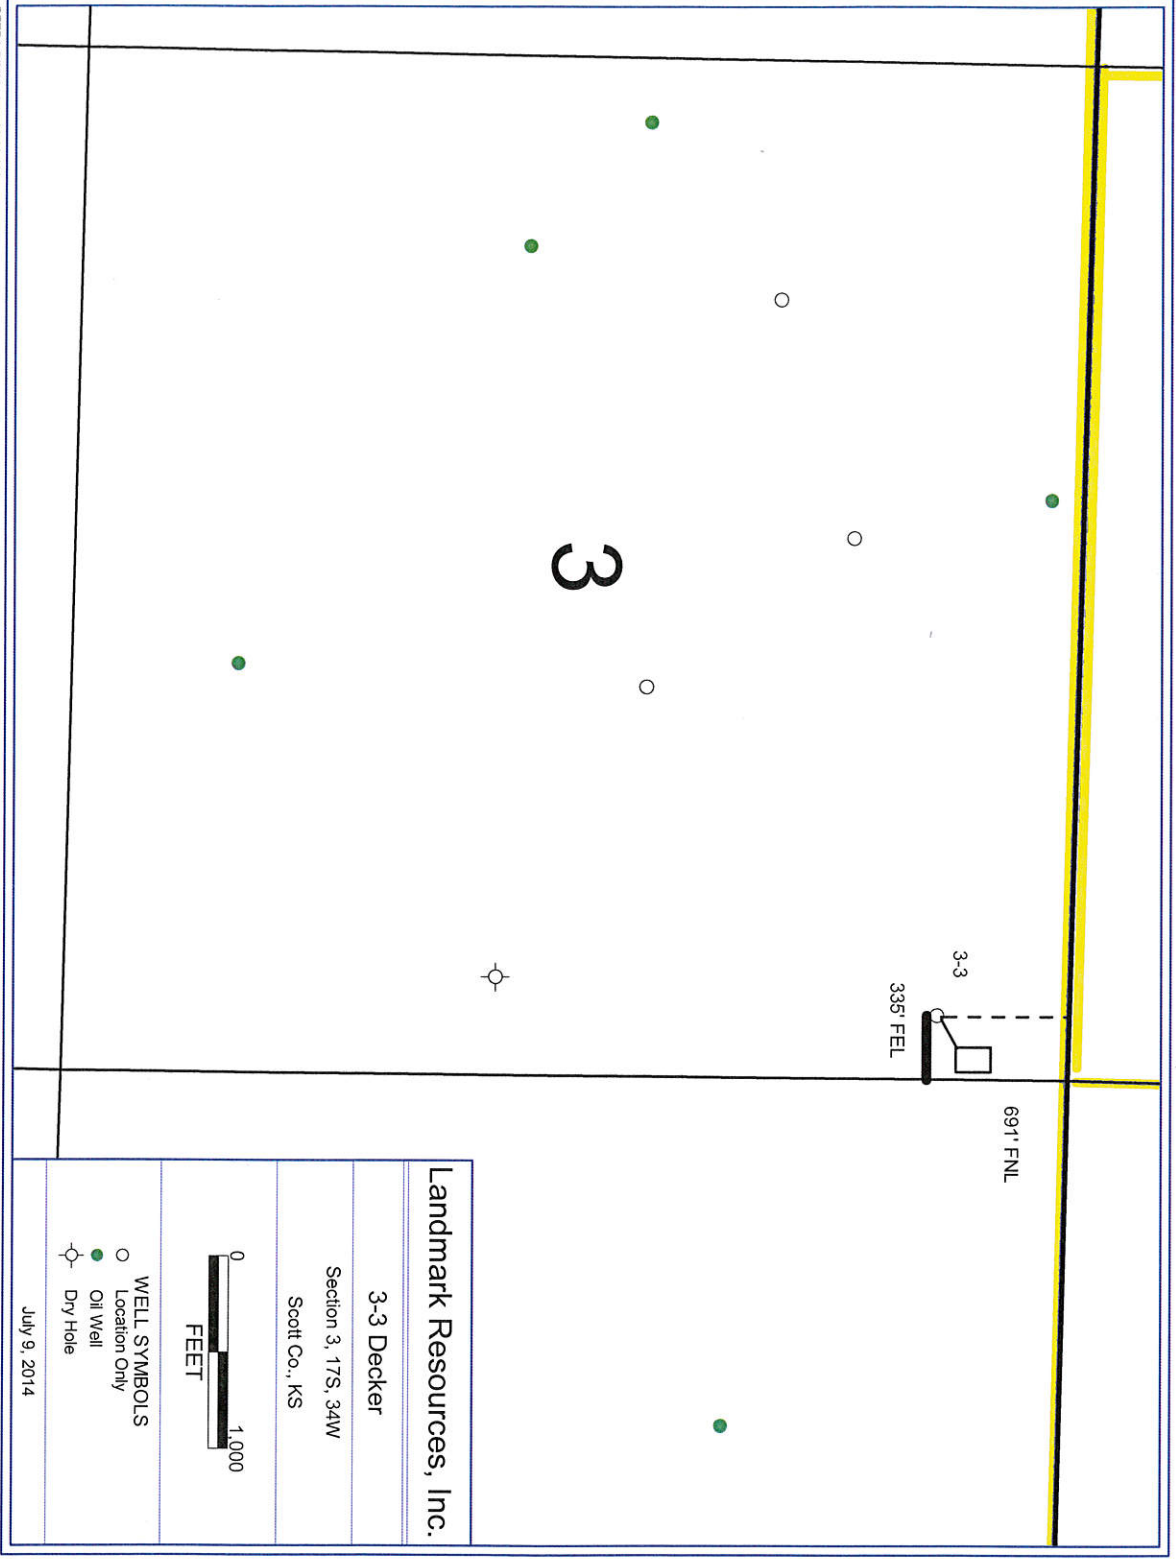 3
3-3
335' FEL
691' FNL
Landmark Resources, Inc.
3-3 Decker
Section 3, 17S, 34W
Scott Co., KS
0 1,000
FEET
WELL SYMBOLS
Location Only
Oil Well
Dry Hole
July 9, 2014